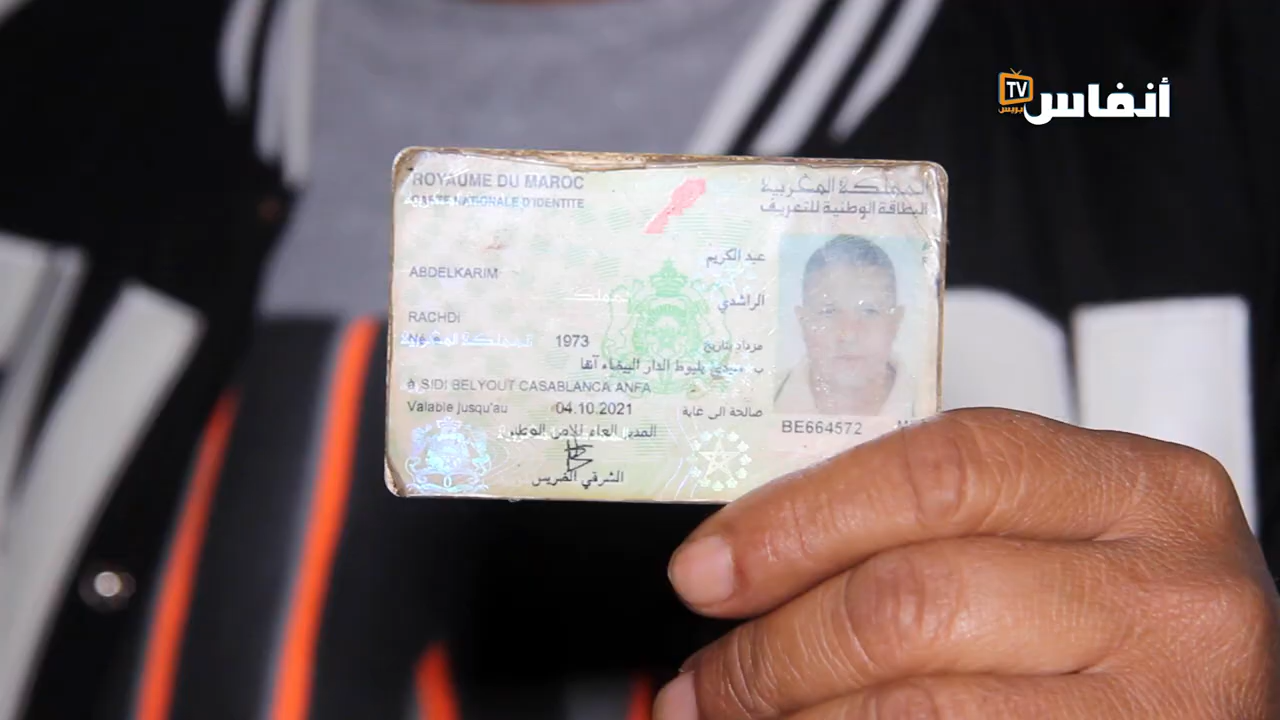 أنفاس
TV
بريس
ROYAUME DU MAROC
CARTE NATIONALE D'IDENTITE
المملكة المغربية
البطاقة الوطنية للتعريف
عبد الكريم
ABDELKARIM
الراشدي
RACHDI
1973
مزداد بتاريخ
ب سيدي بليوط الدار البيضاء آنفا
à SIDI BELYOUT CASABLANCA ANFA
Valable jusqu'au 04.10.2021 صالحة الى غاية
BE664572
المدير العام للامن الوطني
الشرقي الضريس